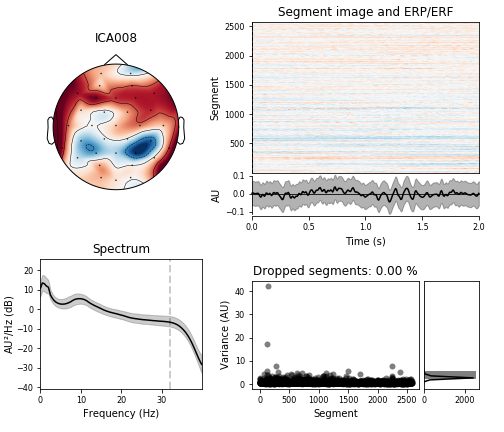 ICA008
Segment image and ERP/ERF
Segment
2500
2000
1500
1000
500
AU
0.1
0.0
−0.1
0.0 0.5 1.0 1.5 2.0
Time (s)
Spectrum
AU²/Hz (dB)
20
10
0
−10
−20
−30
−40
0 10 20 30
Frequency (Hz)
Dropped segments: 0.00 %
Variance (AU)
40
30
20
10
0
0 500 1000 1500 2000 2500
Segment
0 2000